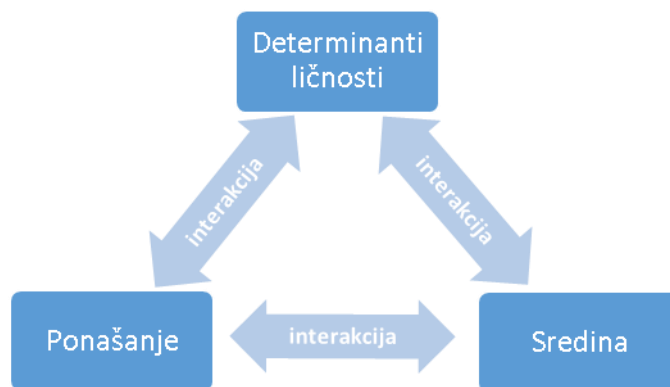 Determinanti
ličnosti
interakcija
interakcija
Ponašanje
interakcija
Sredina